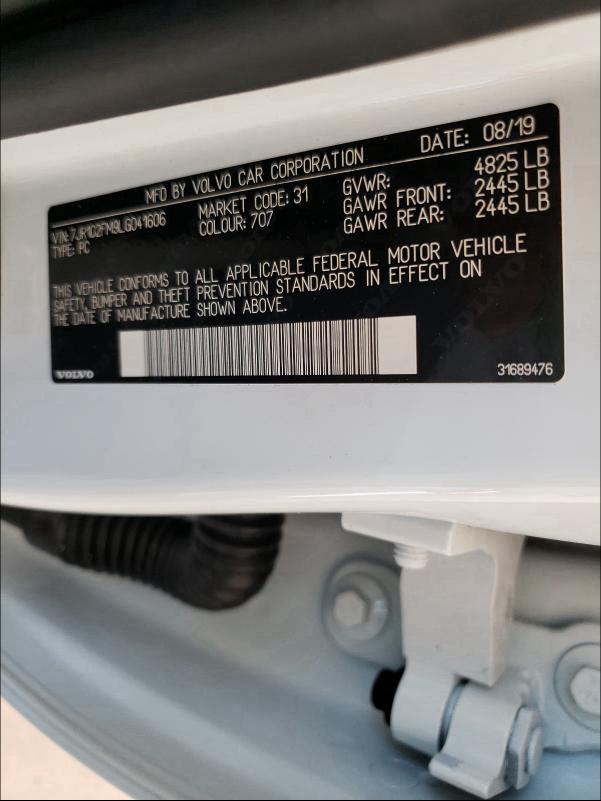 MFD BY VOLVO CAR CORPORATION DATE: 08/19
VIN: 7JR102FM9LG041606 MARKET CODE: 31 GVWR: 4825 LB
TYPE: PC COLOUR: 707 GAWR FRONT: 2445 LB
GAWR REAR: 2445 LB
THIS VEHICLE CONFORMS TO ALL APPLICABLE FEDERAL MOTOR VEHICLE
SAFETY, BUMPER AND THEFT PREVENTION STANDARDS IN EFFECT ON
THE DATE OF MANUFACTURE SHOWN ABOVE.
VOLVO 31689476